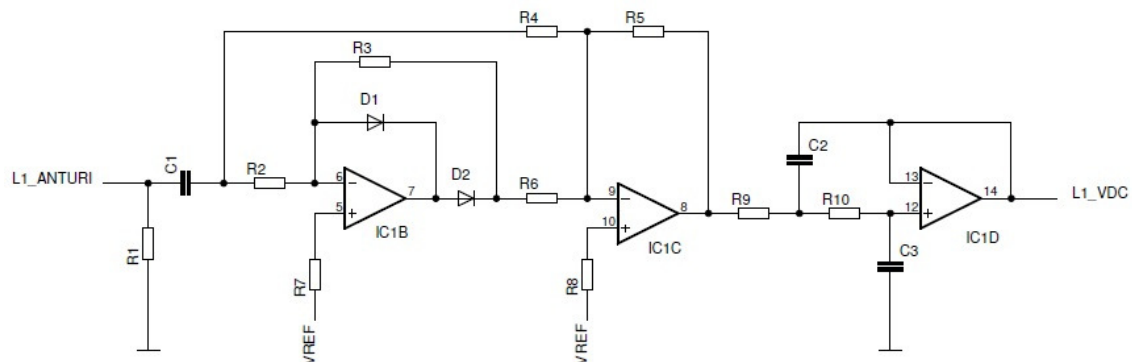 R4
R5
R3
D1
C1
C2
L1_ANTURI
R2
6
7
D2
R6
9
13
14
L1_VDC
5
IC1B
10
8
R9
R10
12
IC1D
R1
R7
R8
IC1C
C3
VREF
VREF